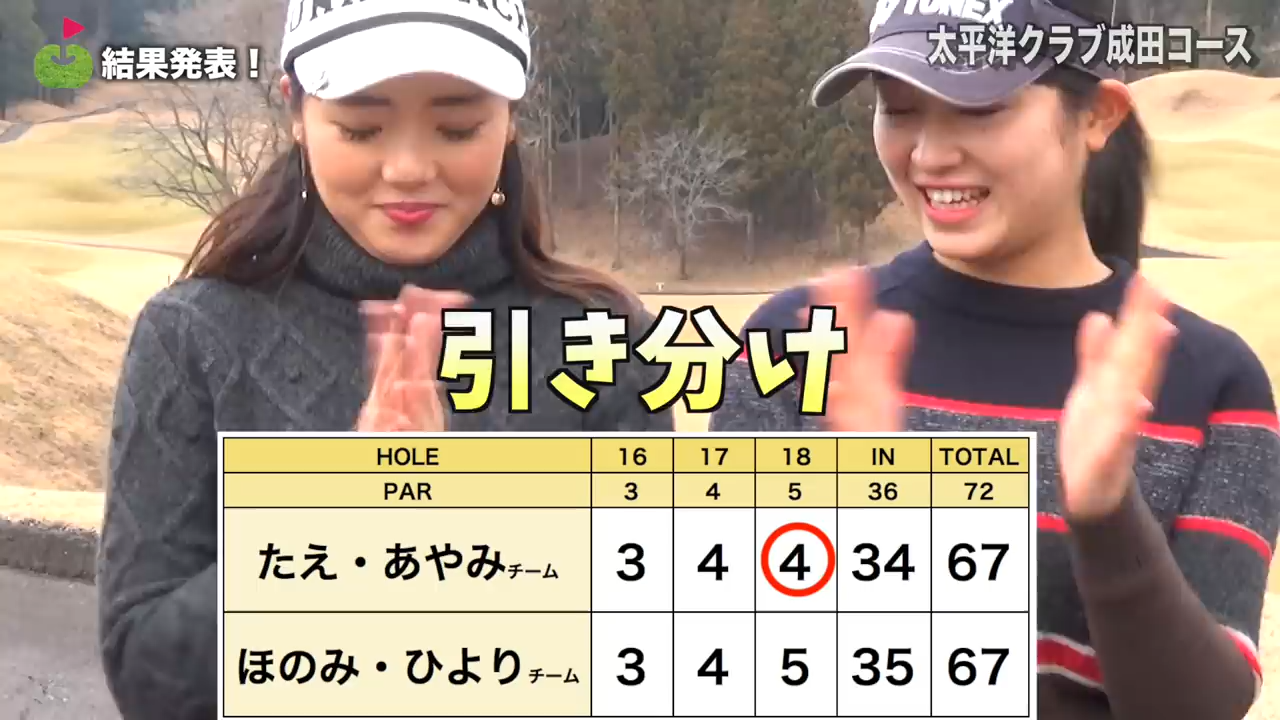 結果発表！
太平洋クラブ成田コース
YONEX
引き分け
HOLE 16 17 18 IN TOTAL
PAR 3 4 5 36 72
たえ・あやみチーム 3 4 4 34 67
ほのみ・ひよりチーム 3 4 5 35 67